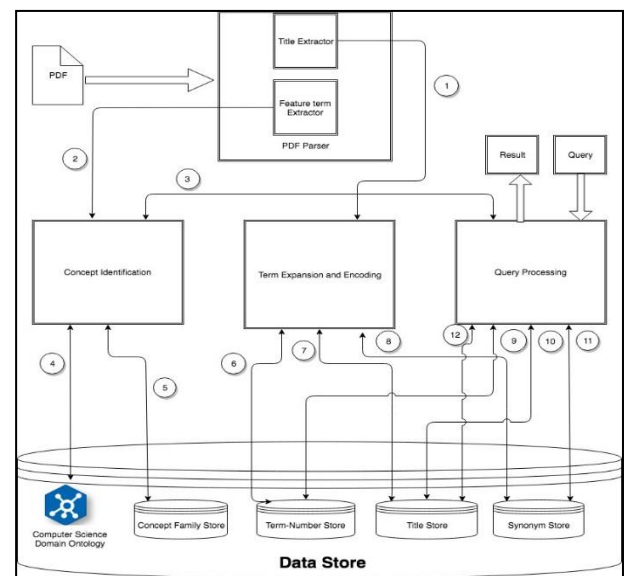 Title Extractor
PDF
1
Feature term
Extractor
PDF Parser
2
Result
Query
3
Concept Identification
Term Expansion and Encoding
Query Processing
4
5
6
7
8
12
9
10
11
Computer Science
Domain Ontology
Concept Family Store
Term-Number Store
Title Store
Synonym Store
Data Store